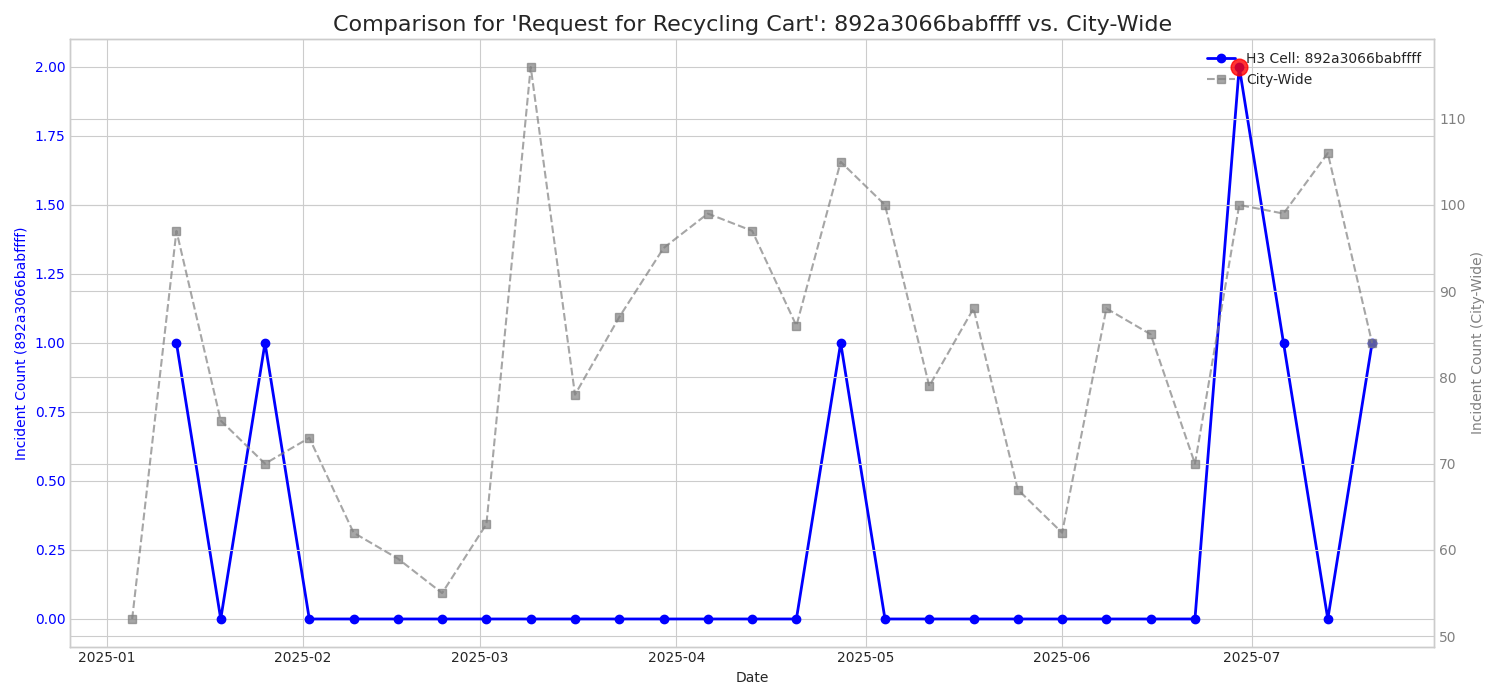 Comparison for 'Request for Recycling Cart': 892a3066babffff vs. City-Wide
H3 Cell: 892a3066babffff
City-Wide
Incident Count (892a3066babffff)
2.00
1.75
1.50
1.25
1.00
0.75
0.50
0.25
0.00
110
100
90
80
70
60
50
Incident Count (City-Wide)
2025-01 2025-02 2025-03 2025-04 2025-05 2025-06 2025-07
Date